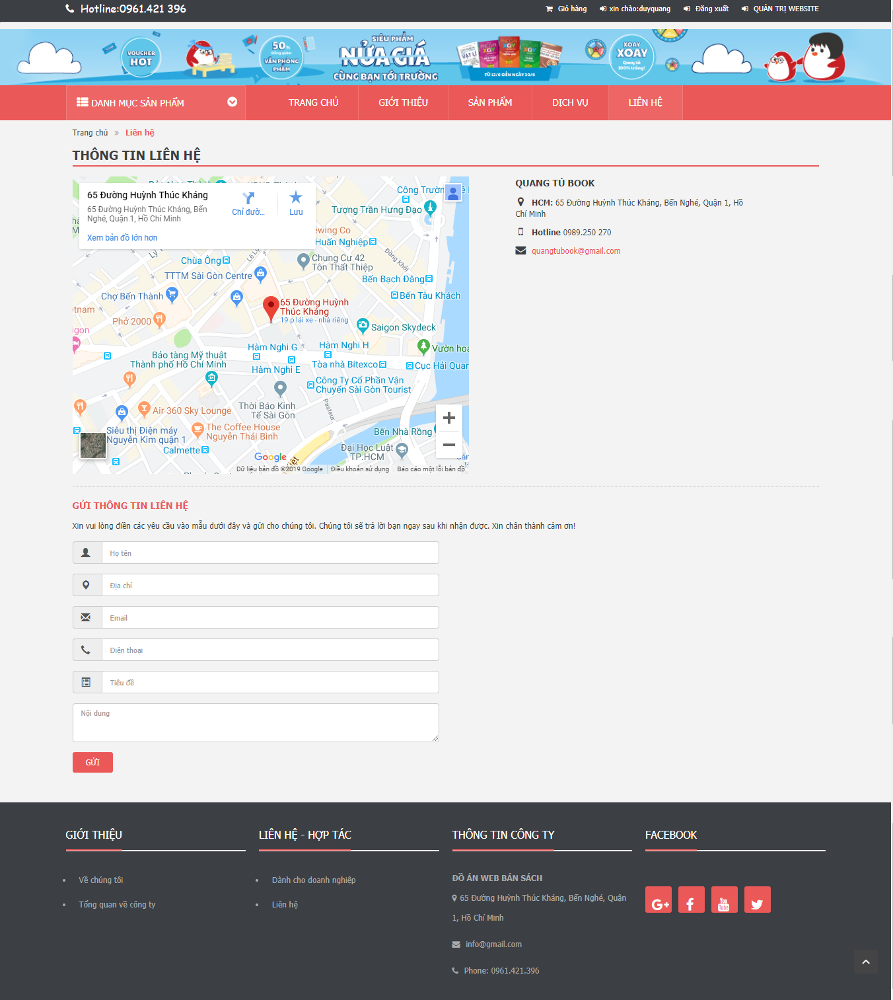 Hotline:0961.421 396
Giỏ hàng
xin chào:duyquang
Đăng xuất
QUẢN TRỊ WEBSITE
VOUCHER
HOT
50%
VĂN PHÒNG
PHẨM
SIÊU PHẨM
NỬA GIÁ
CÙNG BẠN TỚI TRƯỜNG
TỪ 12/6 ĐẾN NGÀY 20/6
XOAY
XOAY
Quay là
100% trúng!
DANH MỤC SẢN PHẨM
TRANG CHỦ
GIỚI THIỆU
SẢN PHẨM
DỊCH VỤ
LIÊN HỆ
Trang chủ » Liên hệ
THÔNG TIN LIÊN HỆ
65 Đường Huỳnh Thúc Kháng
65 Đường Huỳnh Thúc Kháng, Bến
Nghé, Quận 1, Hồ Chí Minh
Chỉ đườ...
Lưu
Xem bản đồ lớn hơn
Công Trườn
Tượng Trần Hưng Đạo
ewing Co
Huấn Nghiệp
Đồng Khởi
Lý T
Lê Lợ
Chùa Ông
Chung Cư 42
Tôn Thất Thiệp
TTTM Sài Gòn Centre
Bến Bạch Đằng
Chợ Bến Thành
Bến Tàu Khách
65 Đường Huỳnh
Thúc Kháng
19 p lái xe - nhà riêng
etnam
Phở 2000
igon
Saigon Skydeck
Hàm Nghi G
Hàm Nghi H
Vườn hoa
Bảo tàng Mỹ thuật
Thành phố Hồ Chí Minh
Hàm Nghi E
Tòa nhà Bitexco
Cục Hải Quan
Công Ty Cổ Phần Vận
Chuyển Sài Gòn Tourist
Pasteur
Thời Báo Kinh
Tế Sài Gòn
Air 360 Sky Lounge
Siêu thị Điện máy
Nguyễn Kim quận 1
The Coffee House
Nguyễn Thái Bình
Bến Nhà Rồng
Calmette
Đại Học Luật
TP.HCM
Google
Dữ liệu bản đồ ©2019 Google
Điều khoản sử dụng
Báo cáo một lỗi bản đồ
QUANG TÚ BOOK
HCM: 65 Đường Huỳnh Thúc Kháng, Bến Nghé, Quận 1, Hồ
Chí Minh
Hotline 0989.250 270
quangtubook@gmail.com
GỬI THÔNG TIN LIÊN HỆ
Xin vui lòng điền các yêu cầu vào mẫu dưới đây và gửi cho chúng tôi. Chúng tôi sẽ trả lời bạn ngay sau khi nhận được. Xin chân thành cảm ơn!
Họ tên
Địa chỉ
Email
Điện thoại
Tiêu đề
Nội dung
GỬI
GIỚI THIỆU
Về chúng tôi
Tổng quan về công ty
LIÊN HỆ - HỢP TÁC
Dành cho doanh nghiệp
Liên hệ
THÔNG TIN CÔNG TY
ĐỒ ÁN WEB BÁN SÁCH
65 Đường Huỳnh Thúc Kháng, Bến Nghé, Quận
1, Hồ Chí Minh
info@gmail.com
Phone: 0961.421.396
FACEBOOK
You
Tube